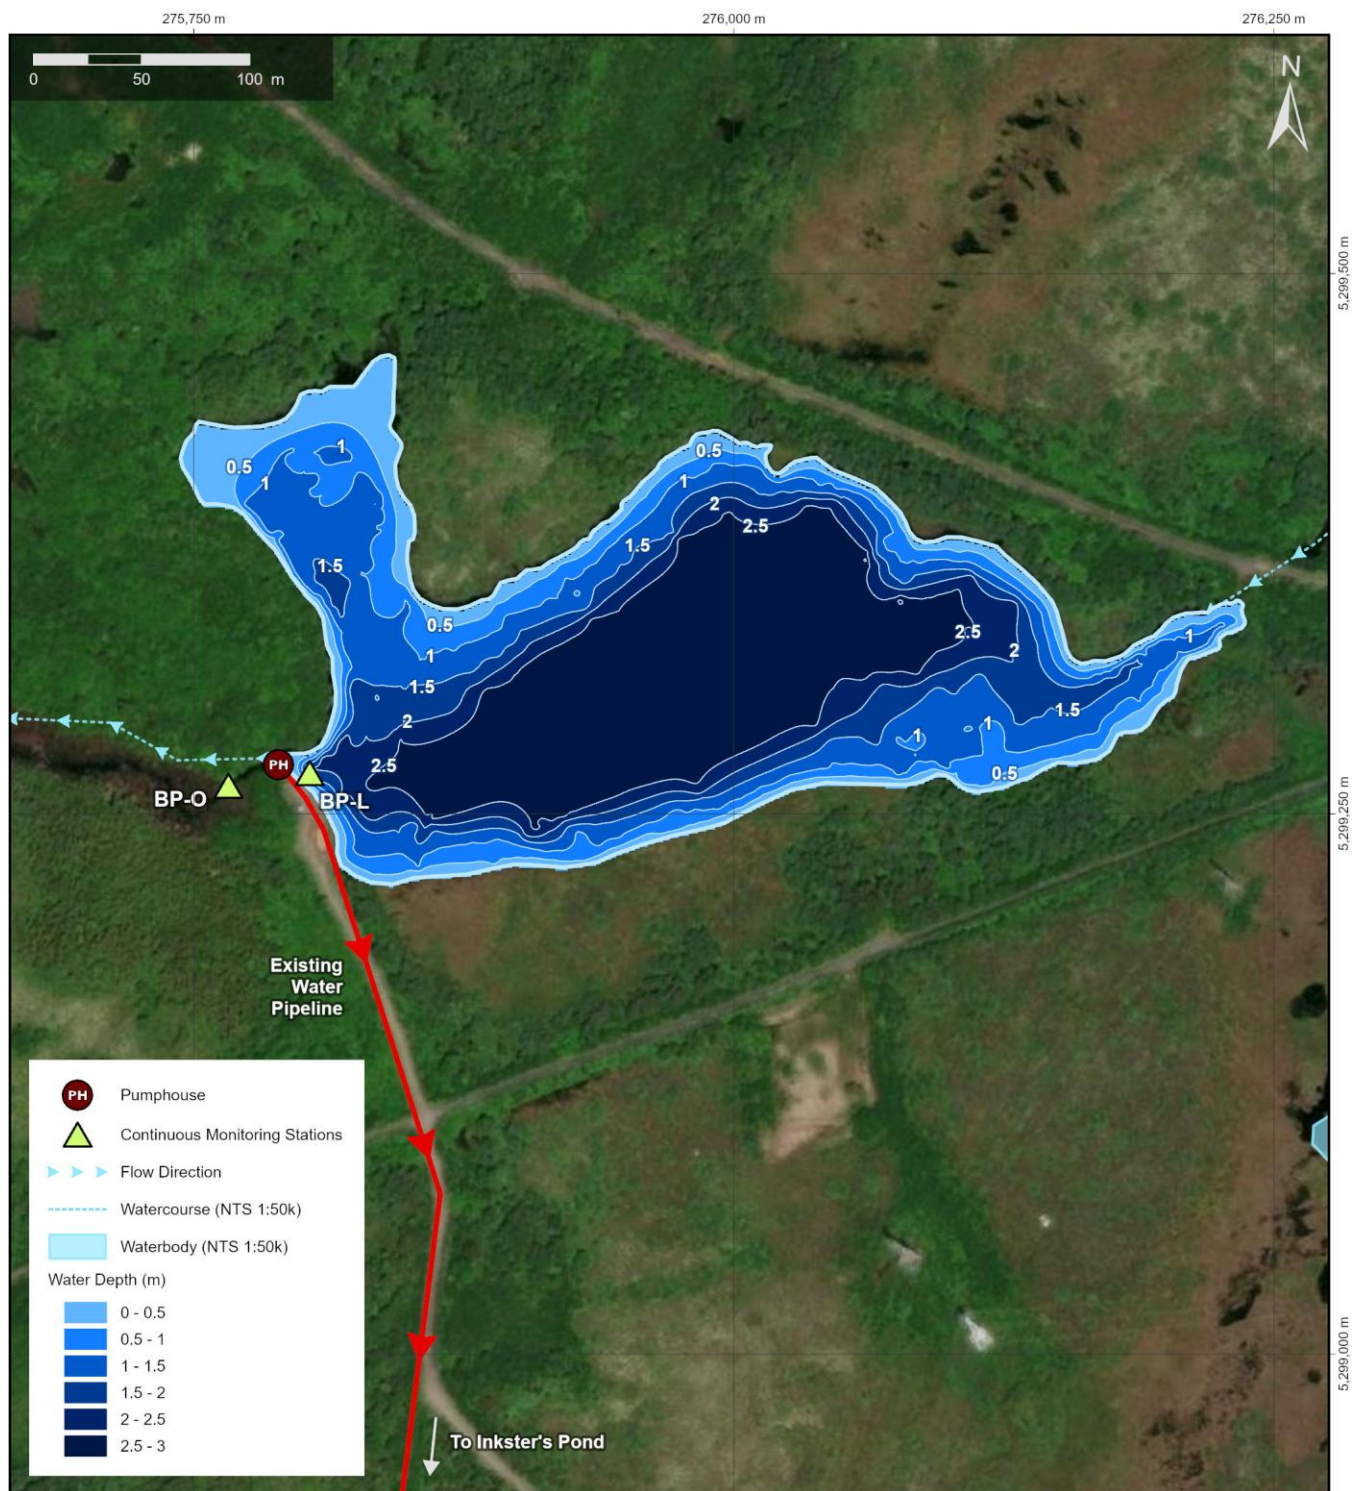 275,750 m
276,000 m
276,250 m
0
50
100 m
N
5,299,500 m
5,299,250 m
5,299,000 m
0.5
1
1
1.5
0.5
1
2
2.5
1.5
0.5
1
1.5
2
2.5
2.5
2
1
1.5
1
1
0.5
PH
BP-O
BP-L
Existing
Water
Pipeline
PH Pumphouse
Continuous Monitoring Stations
Flow Direction
Watercourse (NTS 1:50k)
Waterbody (NTS 1:50k)
Water Depth (m)
0 - 0.5
0.5 - 1
1 - 1.5
1.5 - 2
2 - 2.5
2.5 - 3
To Inkster's Pond